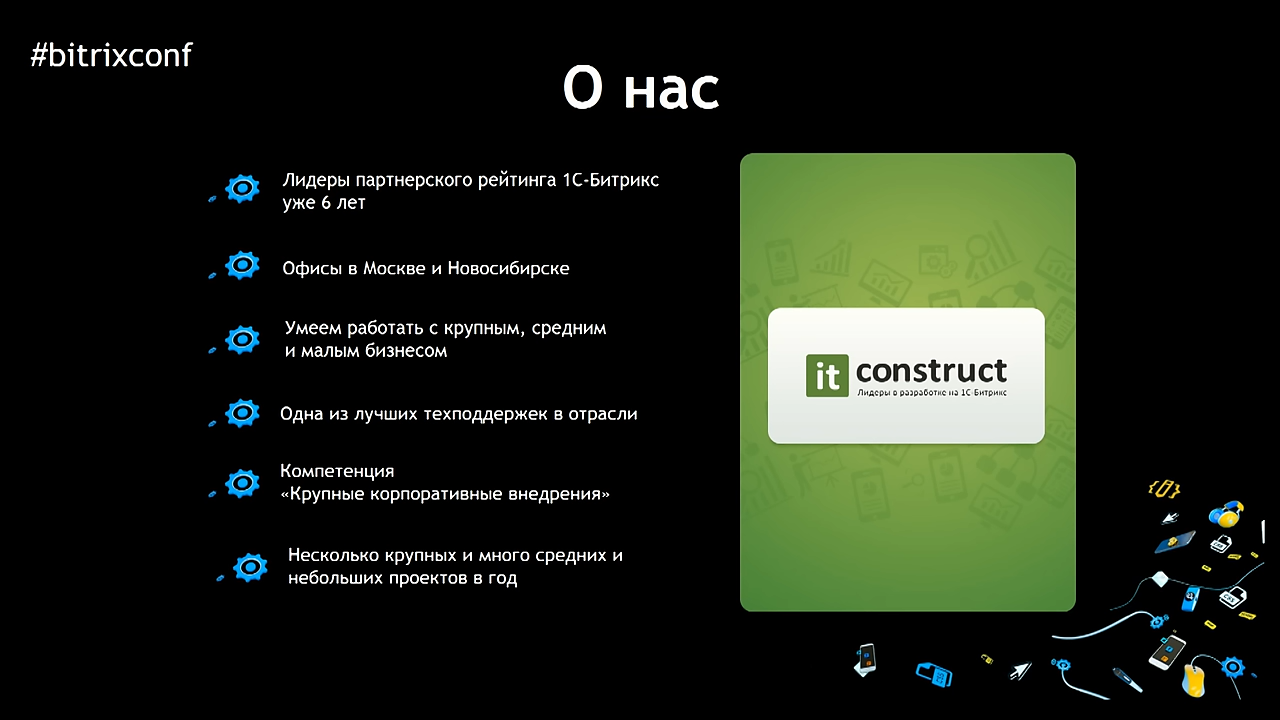 #bitrixconf
О нас
Лидеры партнерского рейтинга 1С-Битрикс
уже 6 лет
Офисы в Москве и Новосибирске
Умеем работать с крупным, средним
и малым бизнесом
Одна из лучших техподдержек в отрасли
Компетенция
«Крупные корпоративные внедрения»
Несколько крупных и много средних и
небольших проектов в год
it construct
Лидеры в разработке на 1С-Битрикс